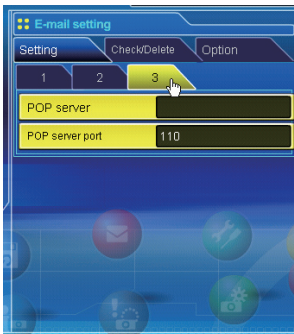 E-mail setting
Setting Check/Delete Option
1 2 3
POP server
POP server port 110